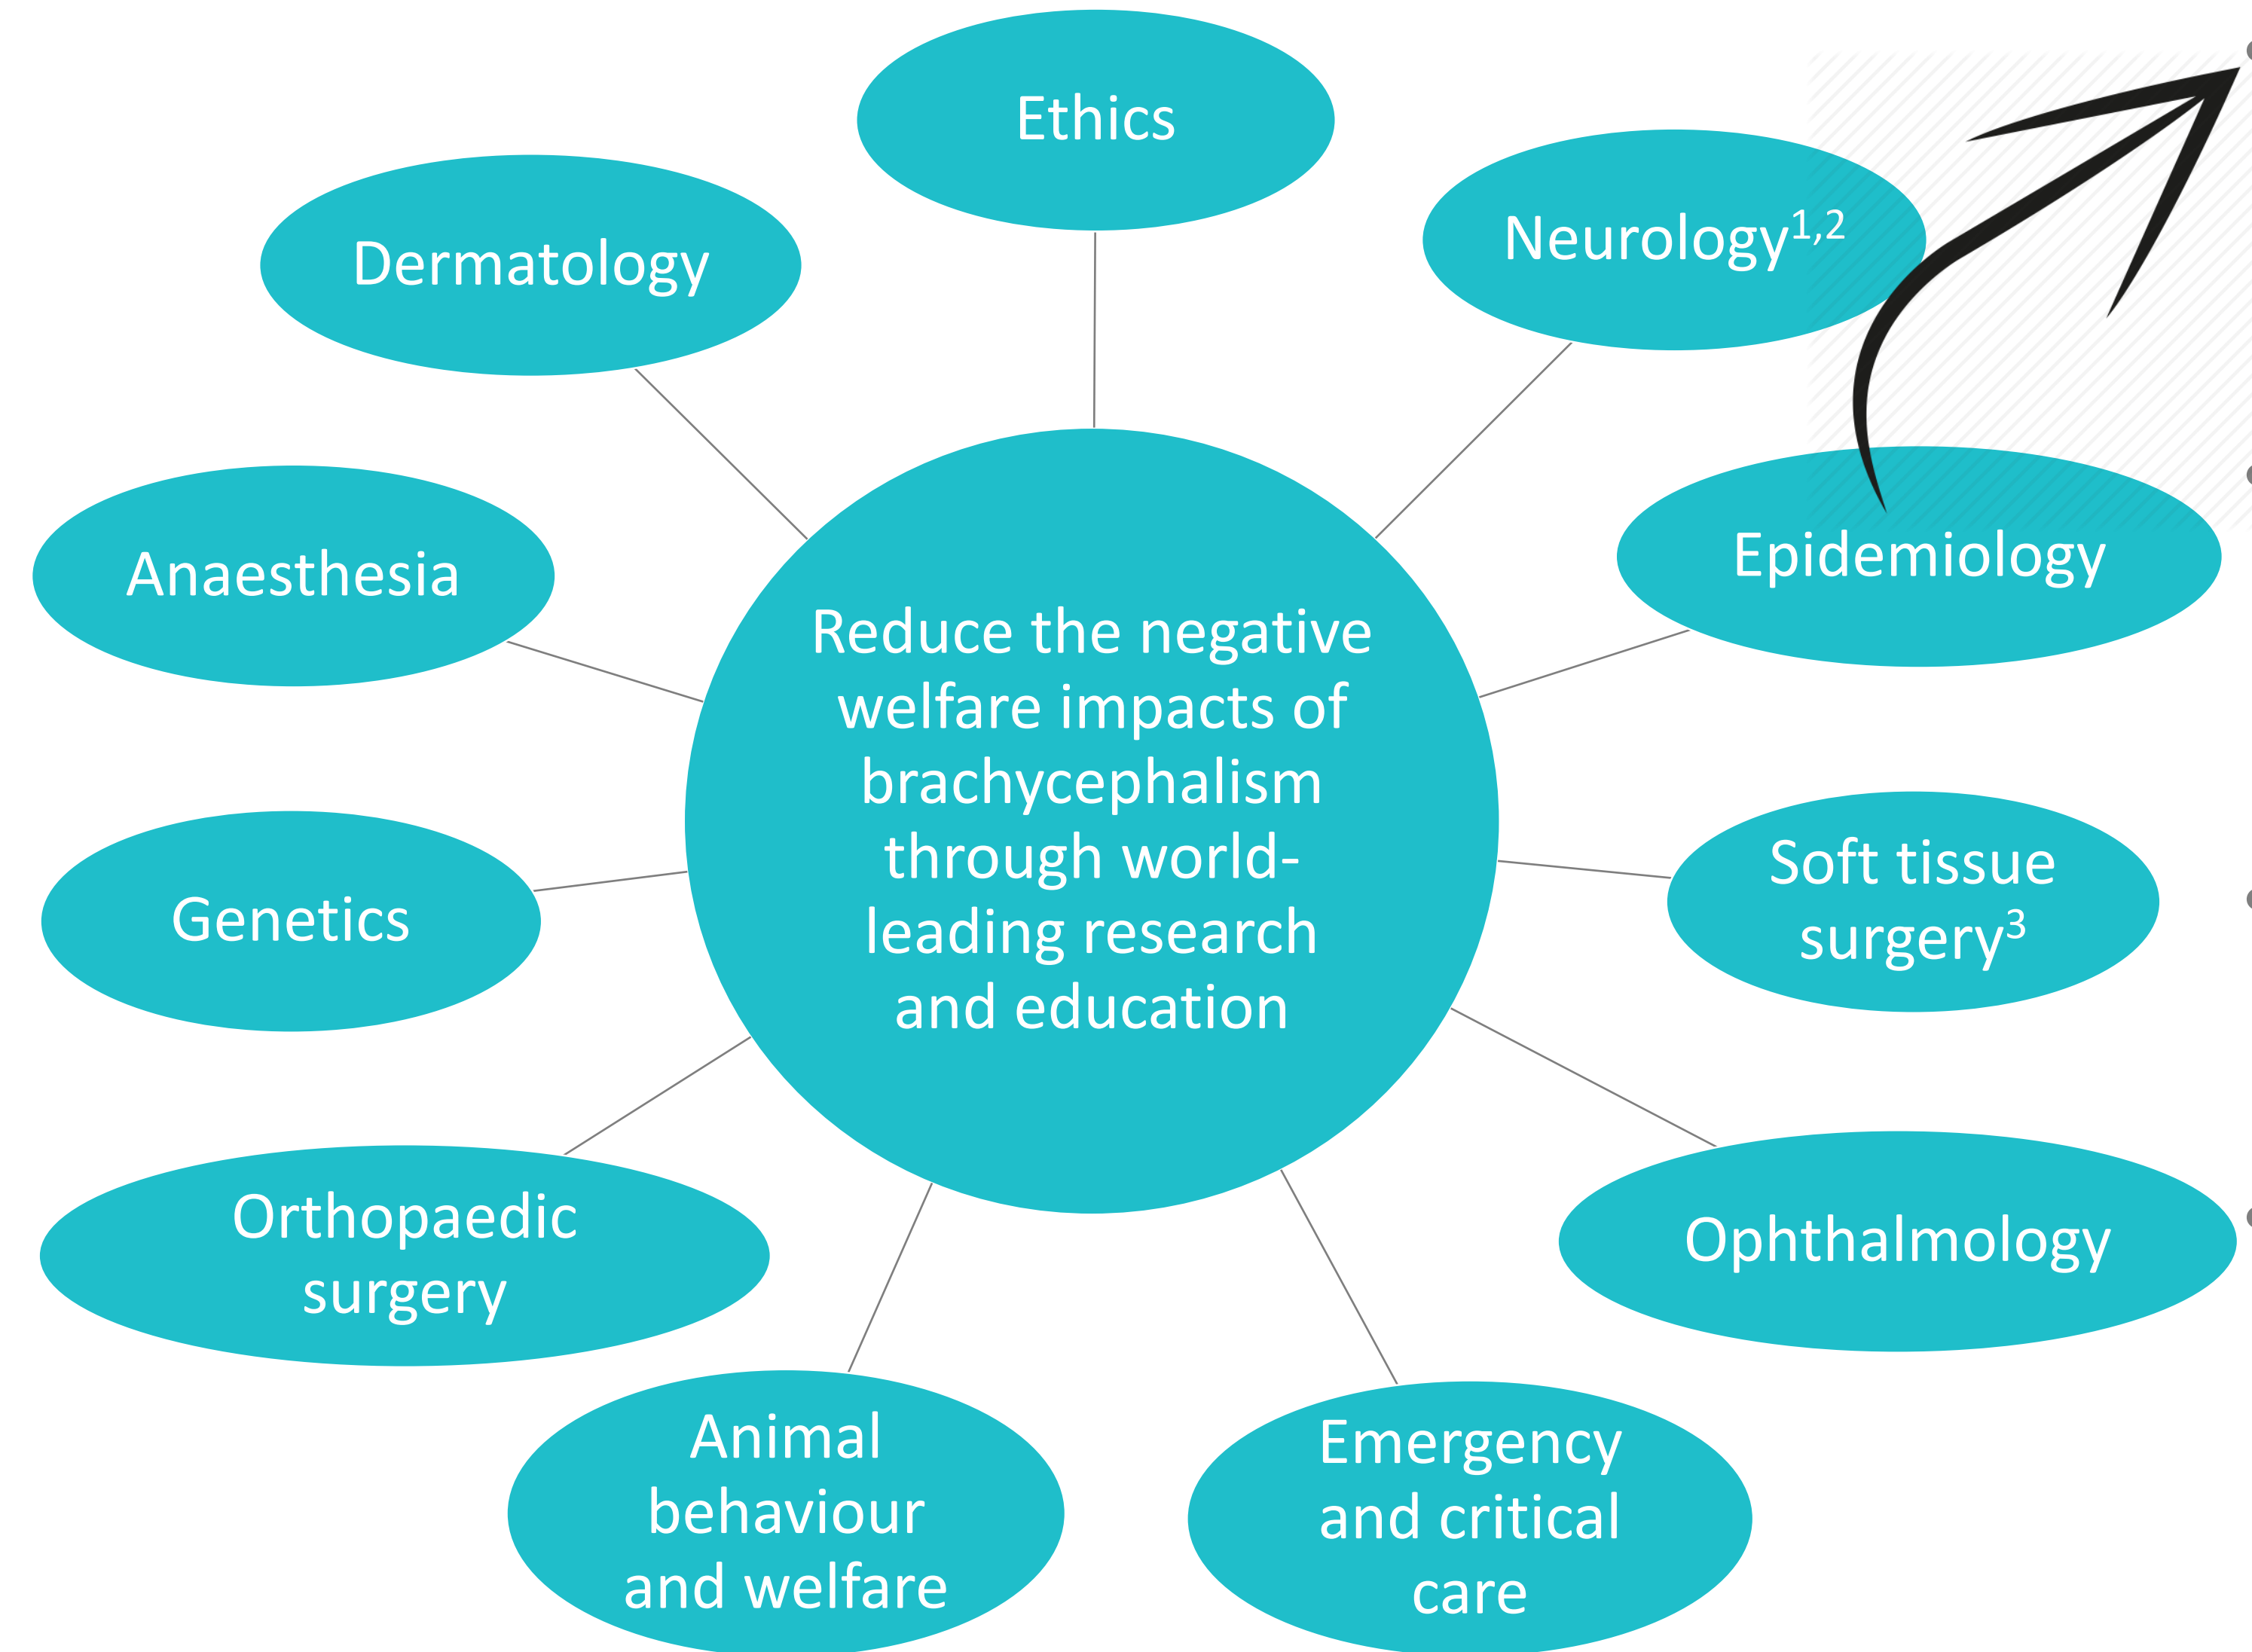 Ethics
Neurology1,2
Dermatology
Epidemiology
Anaesthesia
Reduce the negative
welfare impacts of
brachycephalism
through world-
leading research
and education
Soft tissue
surgery3
Genetics
Ophthalmology
Orthopaedic
surgery
Animal
behaviour
and welfare
Emergency
and critical
care